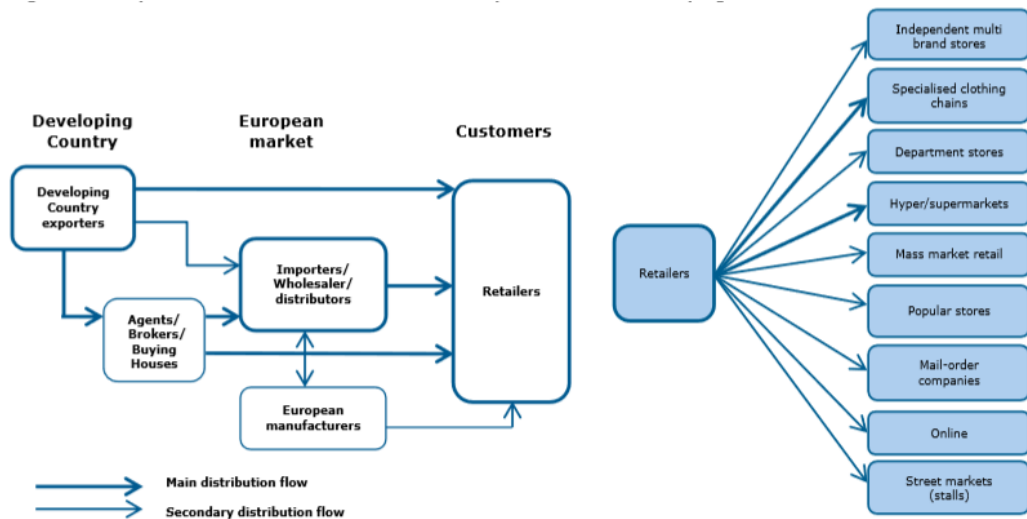 Developing
Country
European
market
Customers
Developing
Country
exporters
Importers/
Wholesaler/
distributors
Agents/
Brokers/
Buying
Houses
European
manufacturers
Retailers
Main distribution flow
Secondary distribution flow
Retailers
Independent multi
brand stores
Specialised clothing
chains
Department stores
Hyper/supermarkets
Mass market retail
Popular stores
Mail-order
companies
Online
Street markets
(stalls)